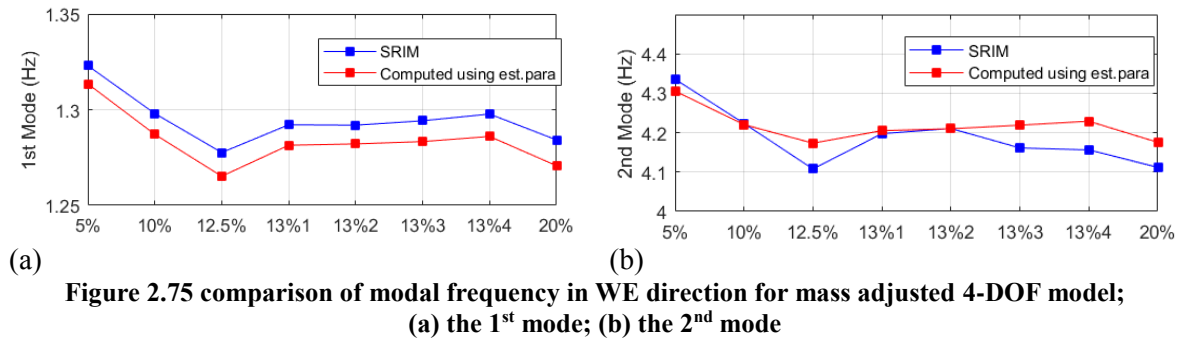 1.35
1.3
1.25
1st Mode (Hz)
SRIM
Computed using est.para
5% 10% 12.5% 13%1 13%2 13%3 13%4 20%
(a)
4.4
4.3
4.2
4.1
4
2nd Mode (Hz)
SRIM
Computed using est.para
5% 10% 12.5% 13%1 13%2 13%3 13%4 20%
(b)
Figure 2.75 comparison of modal frequency in WE direction for mass adjusted 4-DOF model;
(a) the 1st mode; (b) the 2nd mode